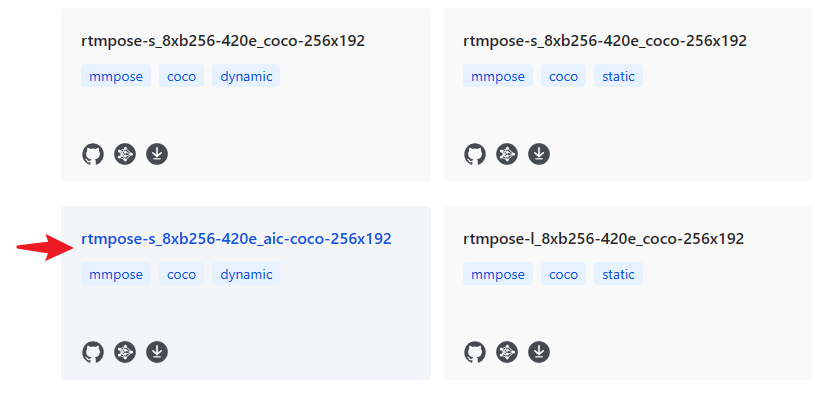 rtmpose-s_8xb256-420e_coco-256x192
mmpose coco dynamic
rtmpose-s_8xb256-420e_coco-256x192
mmpose coco static
rtmpose-s_8xb256-420e_aic-coco-256x192
mmpose coco dynamic
rtmpose-l_8xb256-420e_coco-256x192
mmpose coco static